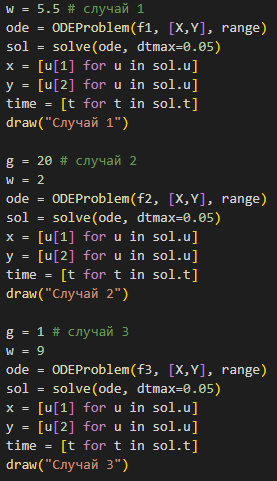 w = 5.5 # случай 1
ode = ODEProblem(f1, [X,Y], range)
sol = solve(ode, dtmax=0.05)
x = [u[1] for u in sol.u]
y = [u[2] for u in sol.u]
time = [t for t in sol.t]
draw("Случай 1")

g = 20 # случай 2
w = 2
ode = ODEProblem(f2, [X,Y], range)
sol = solve(ode, dtmax=0.05)
x = [u[1] for u in sol.u]
y = [u[2] for u in sol.u]
time = [t for t in sol.t]
draw("Случай 2")

g = 1 # случай 3
w = 9
ode = ODEProblem(f3, [X,Y], range)
sol = solve(ode, dtmax=0.05)
x = [u[1] for u in sol.u]
y = [u[2] for u in sol.u]
time = [t for t in sol.t]
draw("Случай 3")